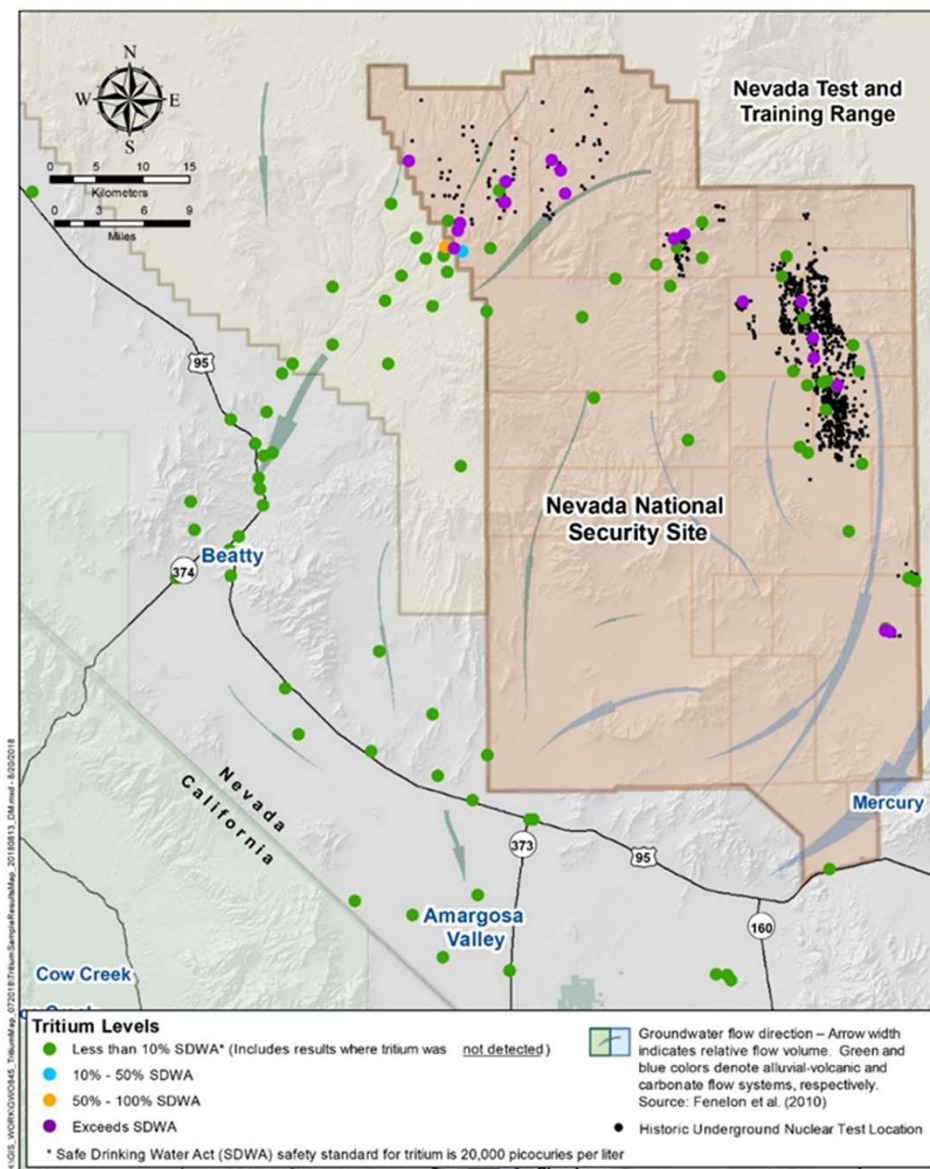 N
W E
S
0 5 10 15
Kilometers
0 3 6 9
Miles
Nevada Test and
Training Range
95
Nevada National
Security Site
Beatty
374
Nevada
California
Mercury
373
95
160
Amargosa
Valley
Cow Creek
Tritium Levels
Less than 10% SDWA* (Includes results where tritium was not detected)
10% - 50% SDWA
50% - 100% SDWA
Exceeds SDWA
* Safe Drinking Water Act (SDWA) safety standard for tritium is 20,000 picocuries per liter
Groundwater flow direction – Arrow width
indicates relative flow volume. Green and
blue colors denote alluvial-volcanic and
carbonate flow systems, respectively.
Source: Fenelon et al. (2010)
Historic Underground Nuclear Test Location